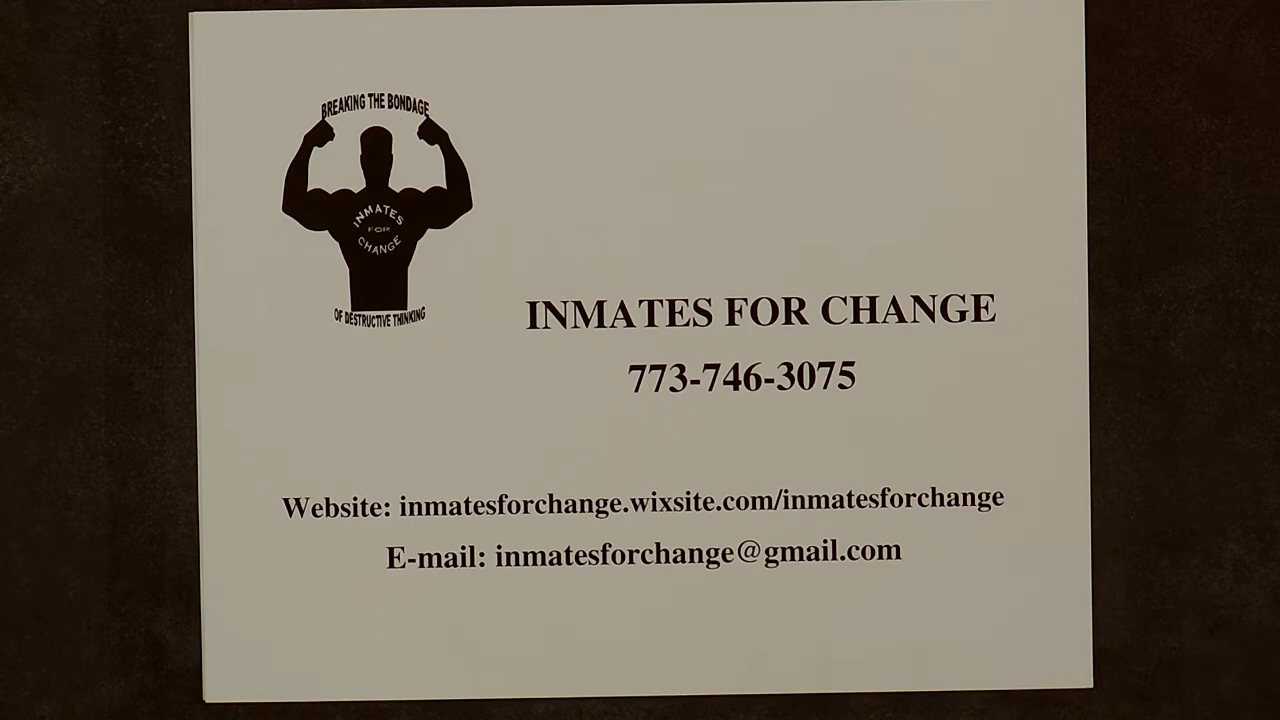 BREAKING THE BONDAGE
INMATES
FOR
CHANGE
OF DESTRUCTIVE THINKING
INMATES FOR CHANGE
773-746-3075
Website: inmatesforchange.wixsite.com/inmatesforchange
E-mail: inmatesforchange@gmail.com